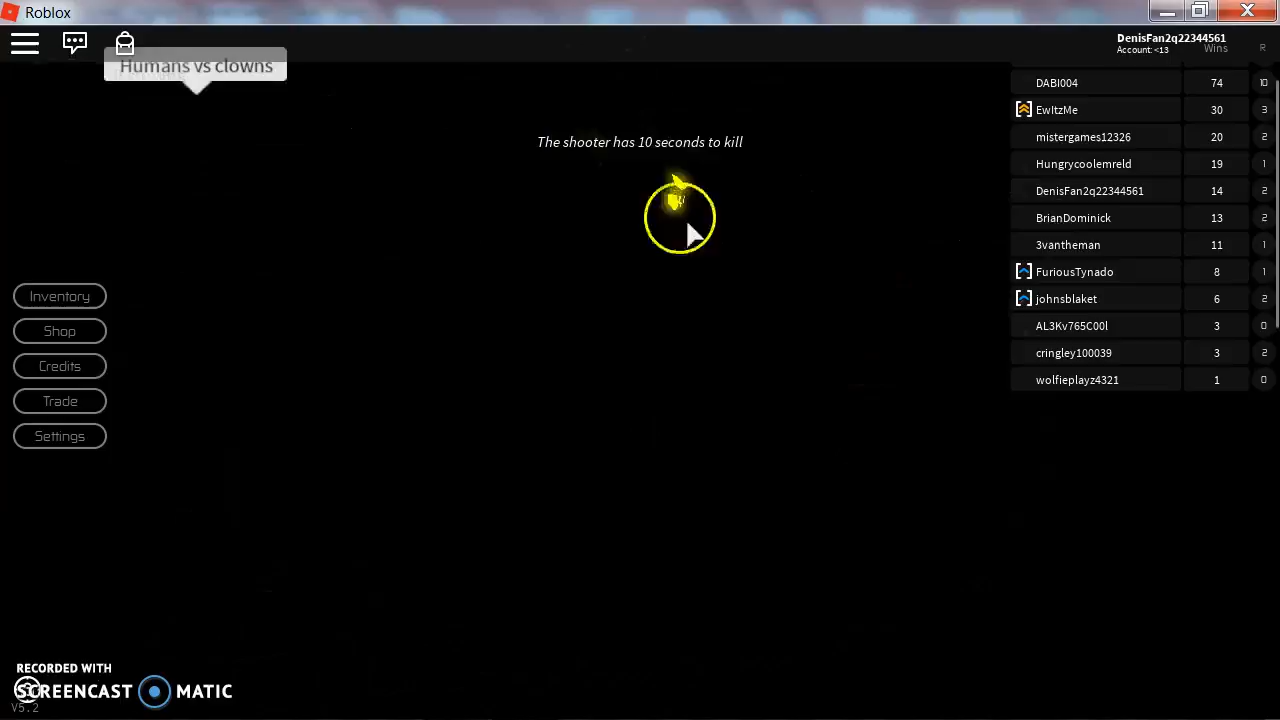 Roblox
DenisFan2q22344561
Account: <13
Wins
R
Humans vs clowns
DABI004 74 10
EwItzMe 30 3
The shooter has 10 seconds to kill
mistergames12326 20 2
Hungrycoolemreld 19 1
DenisFan2q22344561 14 2
BrianDominick 13 2
3vantheman 11 1
FuriousTynado 8 1
johnsblaket 6 2
AL3Kv765C00l 3 0
cringley100039 3 2
wolfieplayz4321 1 0
Inventory
Shop
Credits
Trade
Settings
RECORDED WITH
SCREENCAST MATIC
V5.2